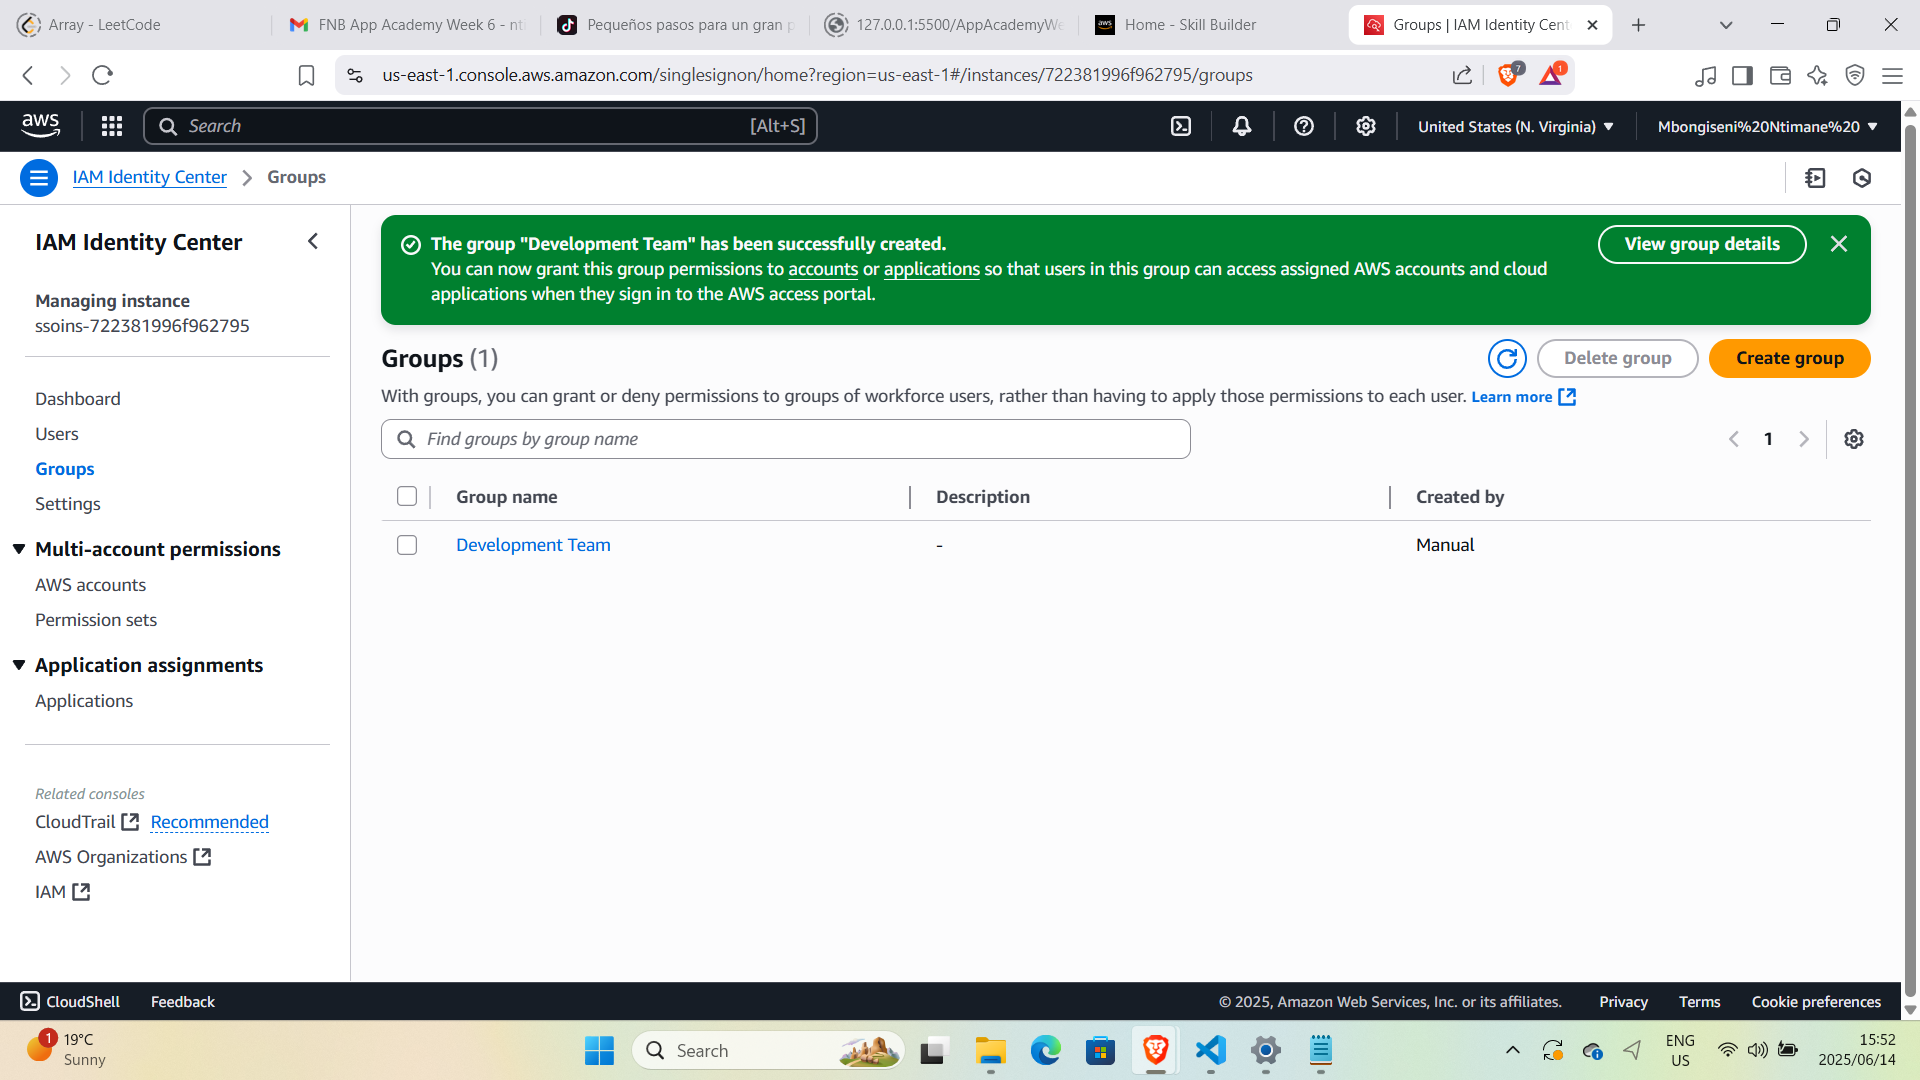 Array - LeetCode
FNB App Academy Week 6 - nti
Pequeños pasos para un gran p
127.0.0.1:5500/AppAcademyWe
Home - Skill Builder
Groups | IAM Identity Cent
us-east-1.console.aws.amazon.com/singlesignon/home?region=us-east-1#/instances/722381996f962795/groups
7
1
aws
Search
[Alt+S]
United States (N. Virginia)
Mbongiseni%20Ntimane%20
IAM Identity Center
Groups
IAM Identity Center
Managing instance
ssoins-722381996f962795
Dashboard
Users
Groups
Settings
Multi-account permissions
AWS accounts
Permission sets
Application assignments
Applications
Related consoles
CloudTrail Recommended
AWS Organizations
IAM
The group "Development Team" has been successfully created.
You can now grant this group permissions to accounts or applications so that users in this group can access assigned AWS accounts and cloud
applications when they sign in to the AWS access portal.
View group details
Groups (1)
Delete group
Create group
With groups, you can grant or deny permissions to groups of workforce users, rather than having to apply those permissions to each user. Learn more
Find groups by group name
1
Group name
Description
Created by
Development Team
-
Manual
CloudShell
Feedback
© 2025, Amazon Web Services, Inc. or its affiliates.
Privacy
Terms
Cookie preferences
1
19°C
Sunny
Search
ENG
US
15:52
2025/06/14